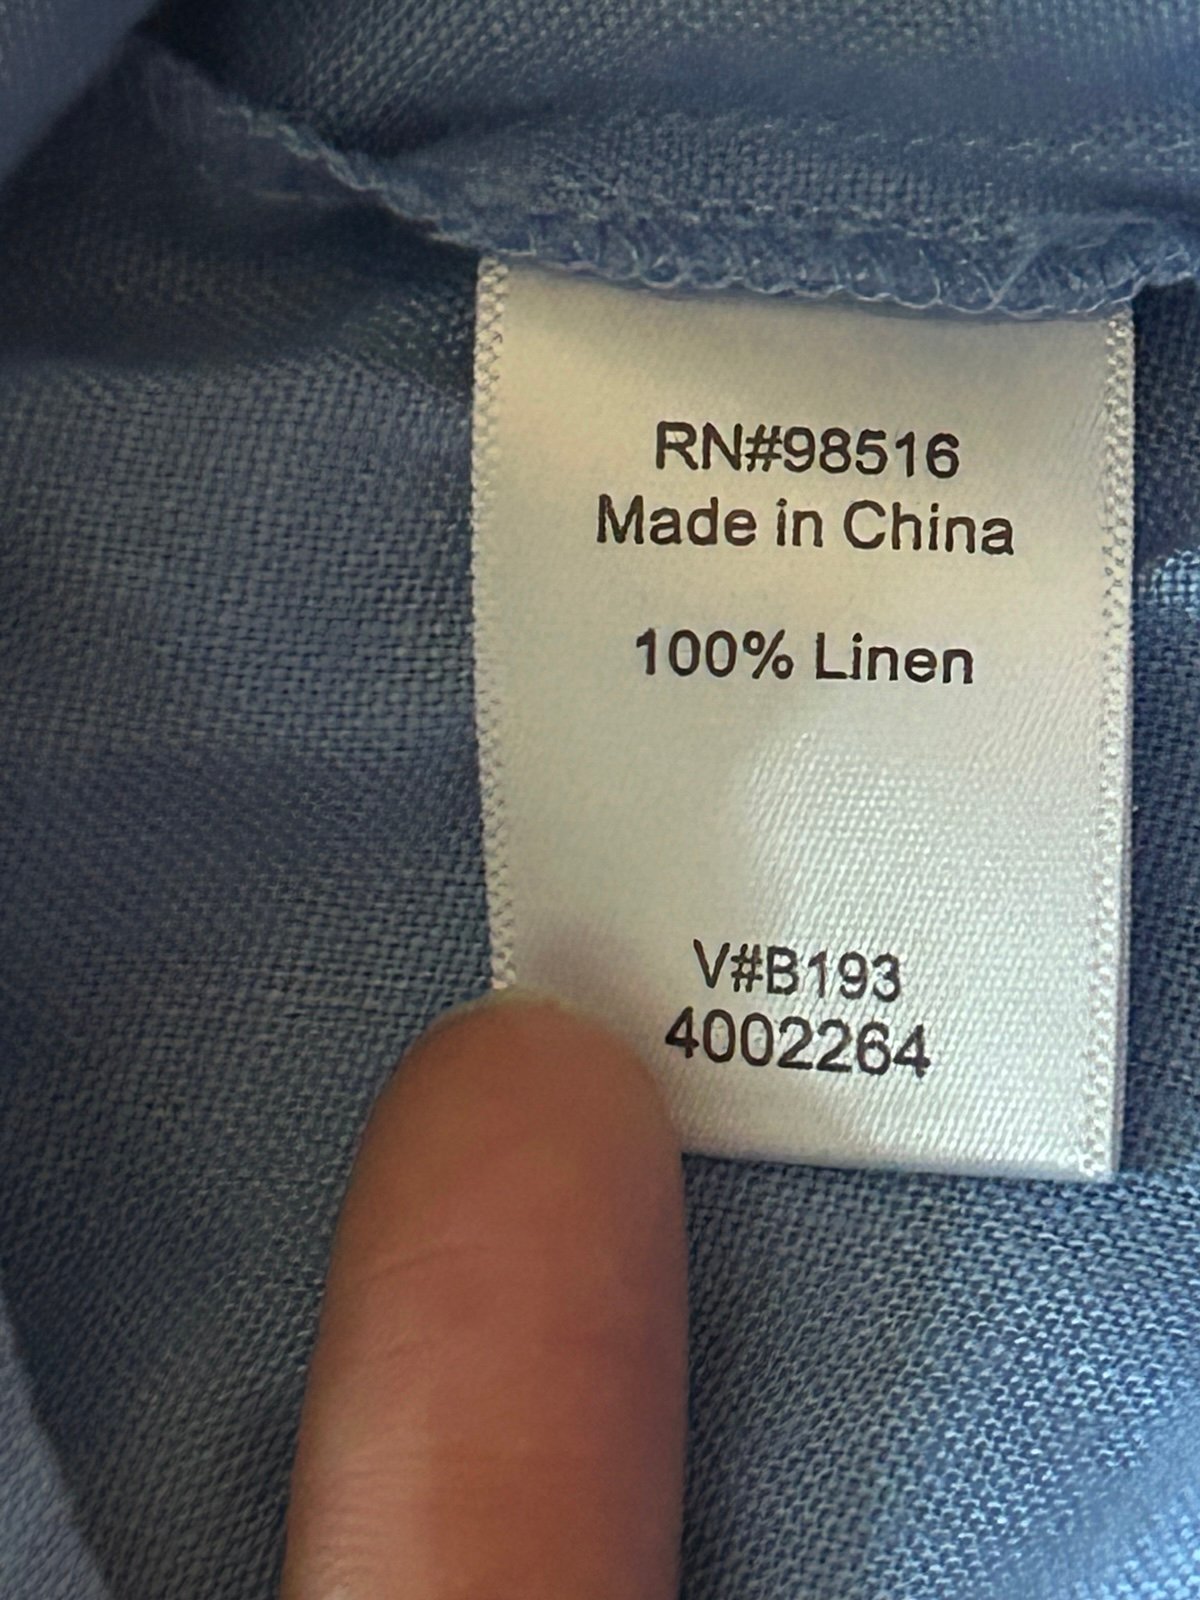 RN#98516
Made in China
100% Linen
V#B193
4002264